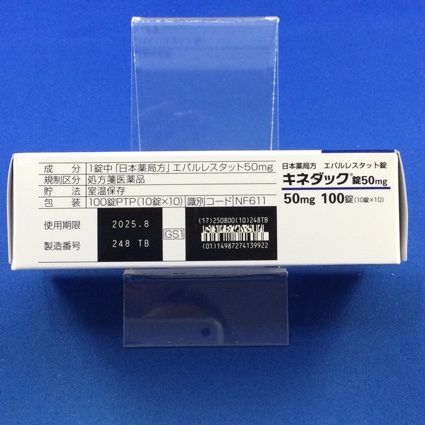 成 分 1錠中「日本薬局方」エパルレスタット50mg
規制区分 処方箋医薬品
貯 法 室温保存
包 装 100錠PTP(10錠×10) 識別コード NF611
使用期限 2025.8
製造番号 248 TB
GS1
(17)250800(10)248TB
(01)14987274139922
日本薬局方 エパルレスタット錠
キネダック®錠50mg
50mg 100錠(10錠×10)